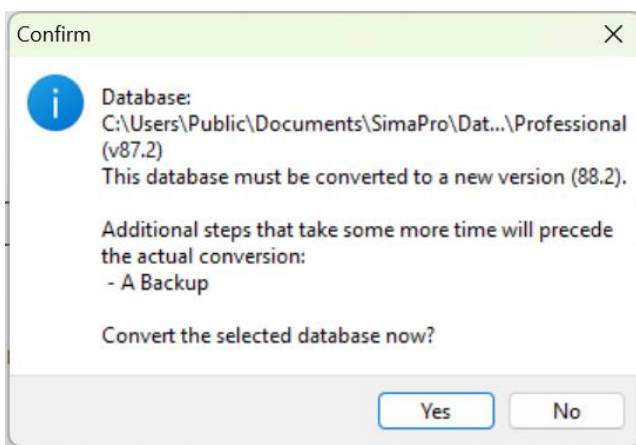 Confirm
Database:
C:\Users\Public\Documents\SimaPro\Dat...\Professional
(v87.2)
This database must be converted to a new version (88.2).
Additional steps that take some more time will precede
the actual conversion:
- A Backup
Convert the selected database now?
Yes
No